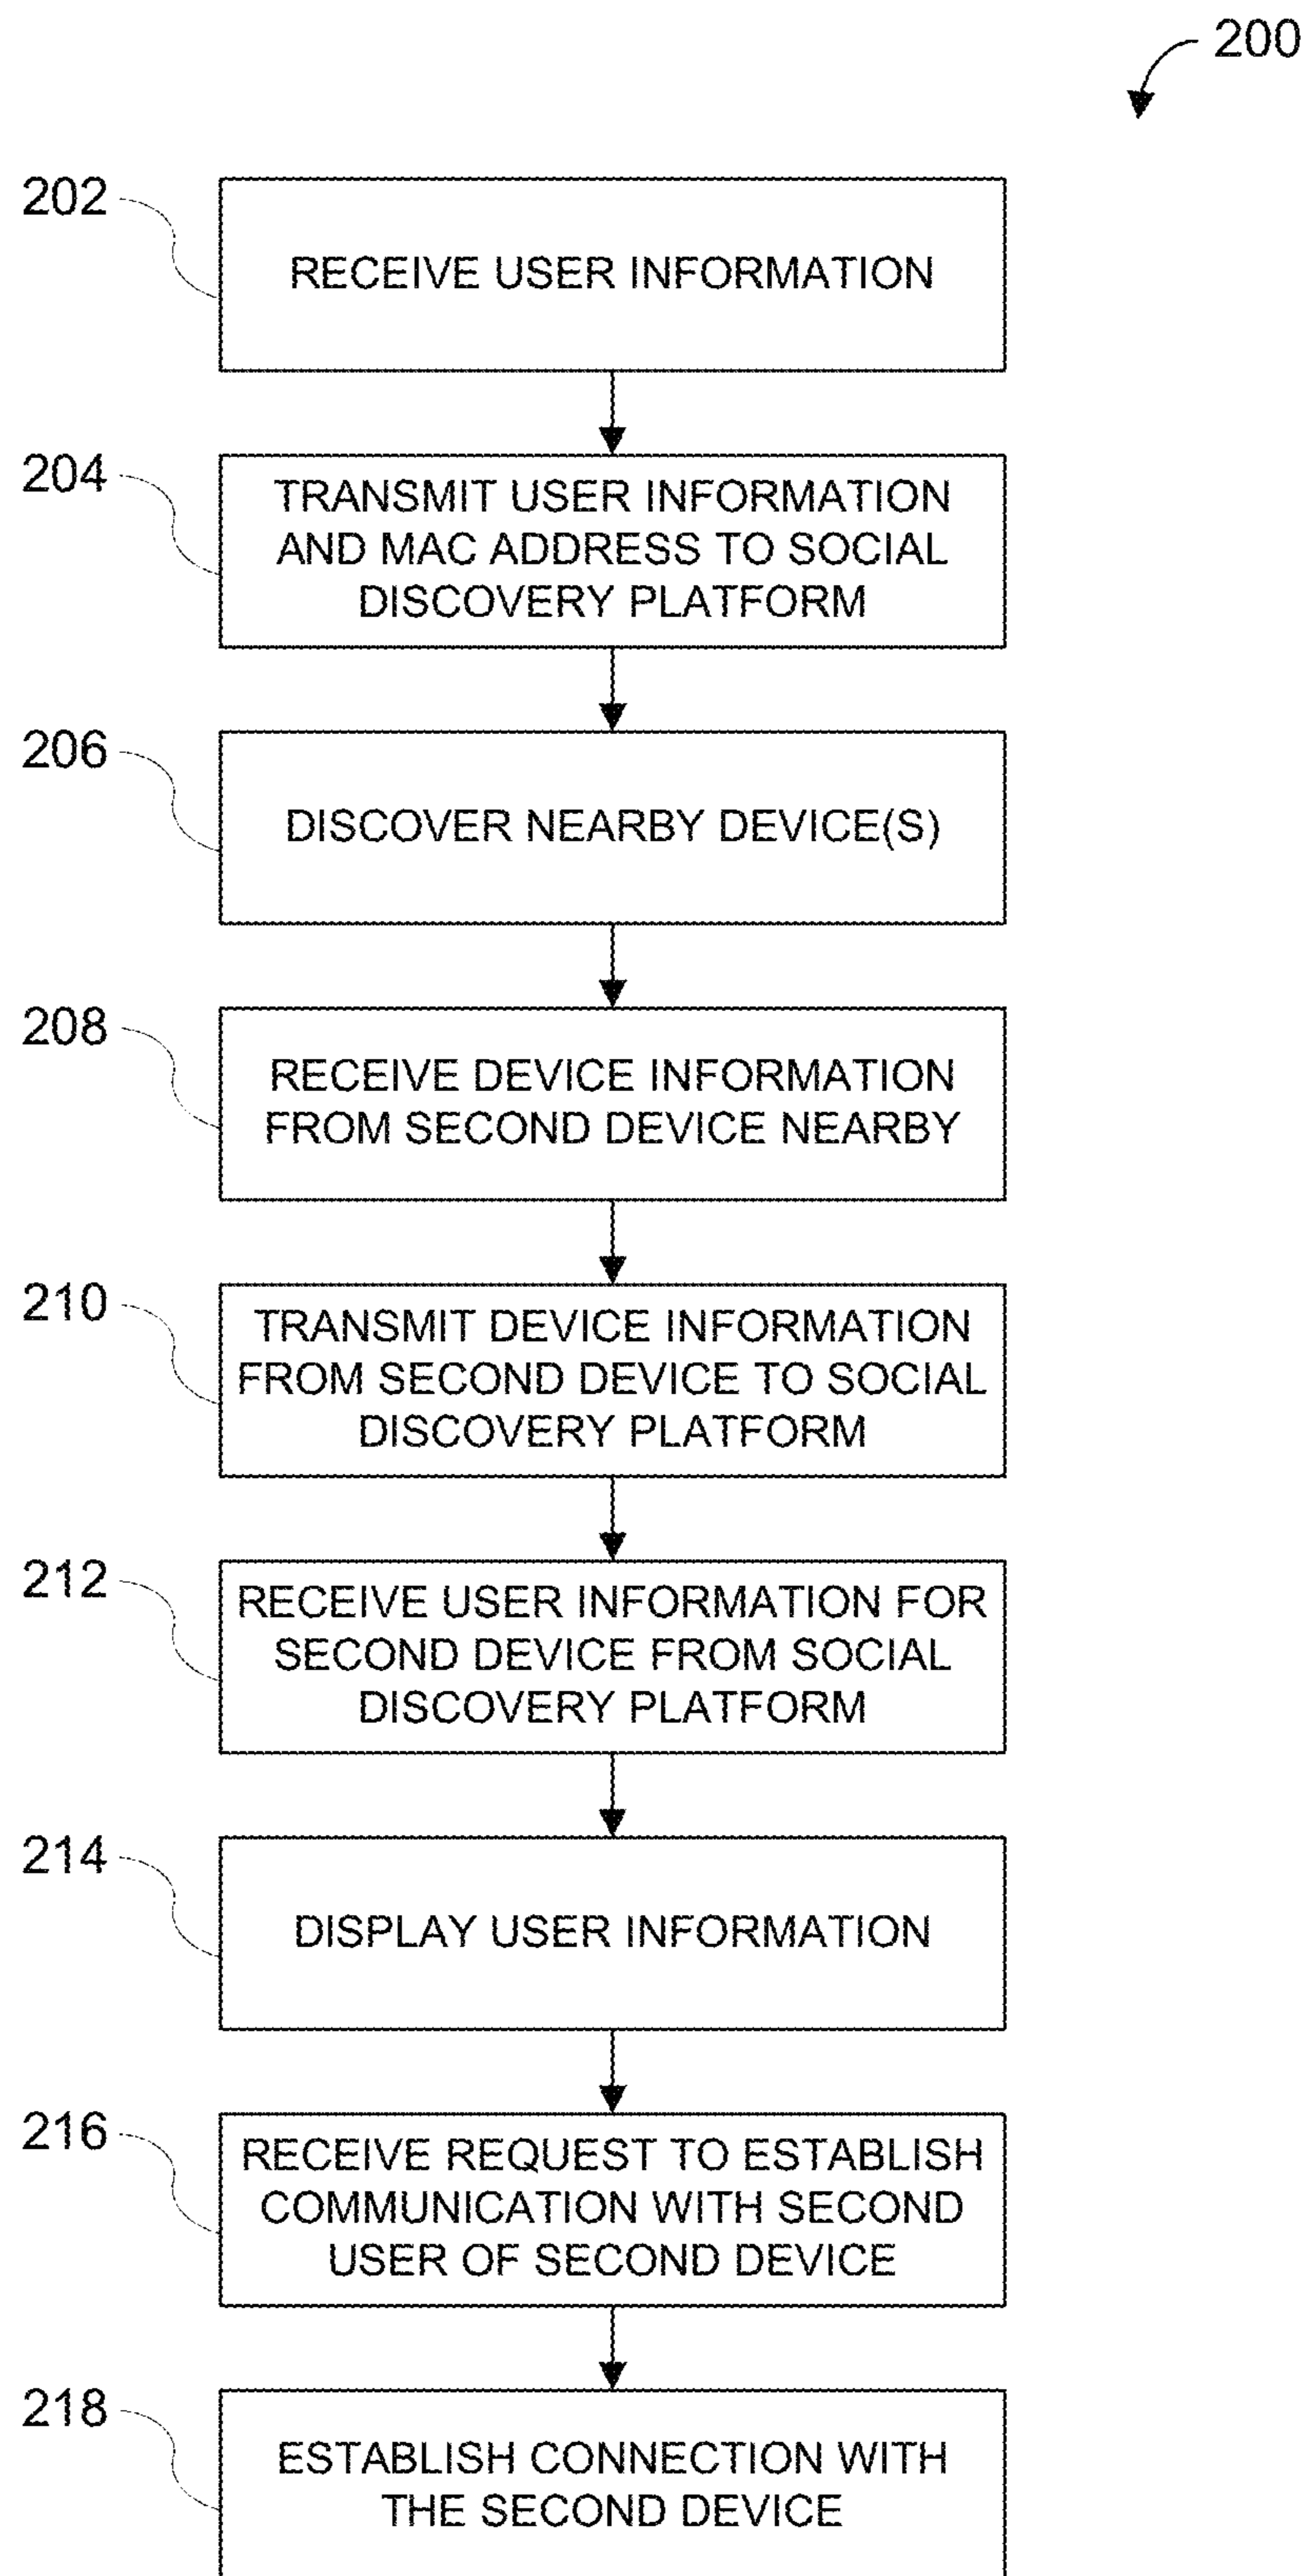 200
202
RECEIVE USER INFORMATION
204
TRANSMIT USER INFORMATION
AND MAC ADDRESS TO SOCIAL
DISCOVERY PLATFORM
206
DISCOVER NEARBY DEVICE(S)
208
RECEIVE DEVICE INFORMATION
FROM SECOND DEVICE NEARBY
210
TRANSMIT DEVICE INFORMATION
FROM SECOND DEVICE TO SOCIAL
DISCOVERY PLATFORM
212
RECEIVE USER INFORMATION FOR
SECOND DEVICE FROM SOCIAL
DISCOVERY PLATFORM
214
DISPLAY USER INFORMATION
216
RECEIVE REQUEST TO ESTABLISH
COMMUNICATION WITH SECOND
USER OF SECOND DEVICE
218
ESTABLISH CONNECTION WITH
THE SECOND DEVICE